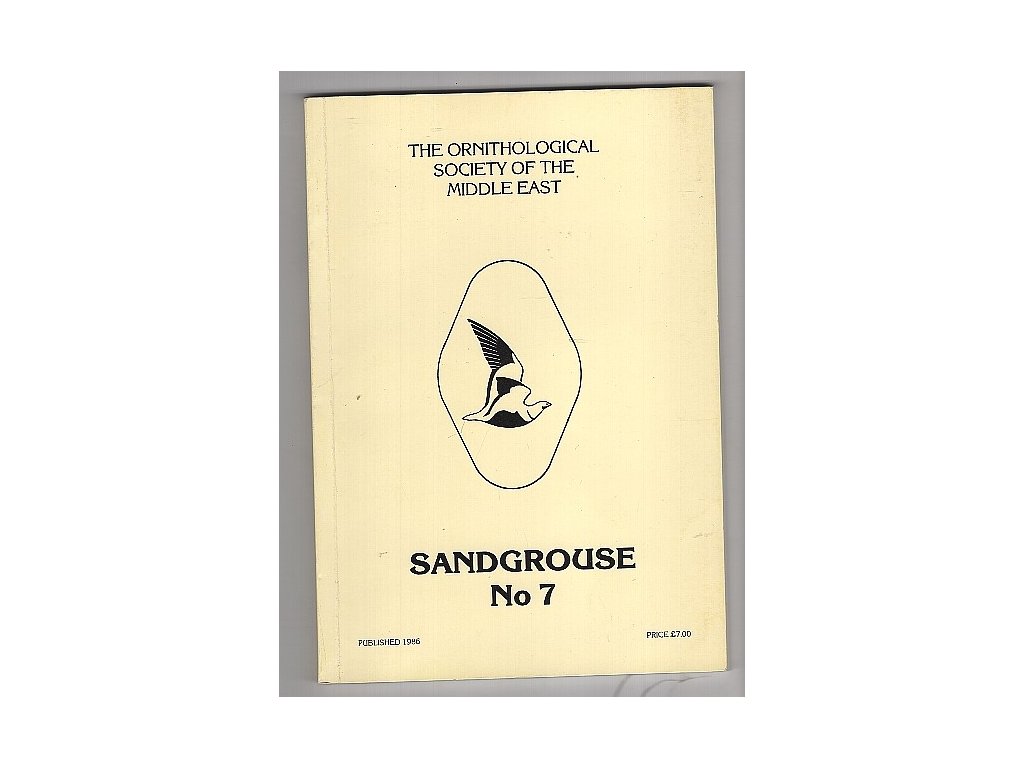 THE ORNITHOLOGICAL
SOCIETY OF THE
MIDDLE EAST
SANDGROUSE
No 7
PUBLISHED 1986
PRICE £7.00